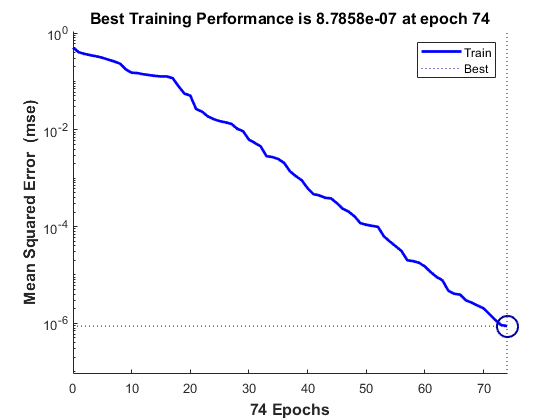 Best Training Performance is 8.7858e-07 at epoch 74
10^0
10^-2
10^-4
10^-6
Mean Squared Error (mse)
Train
Best
0 10 20 30 40 50 60 70
74 Epochs